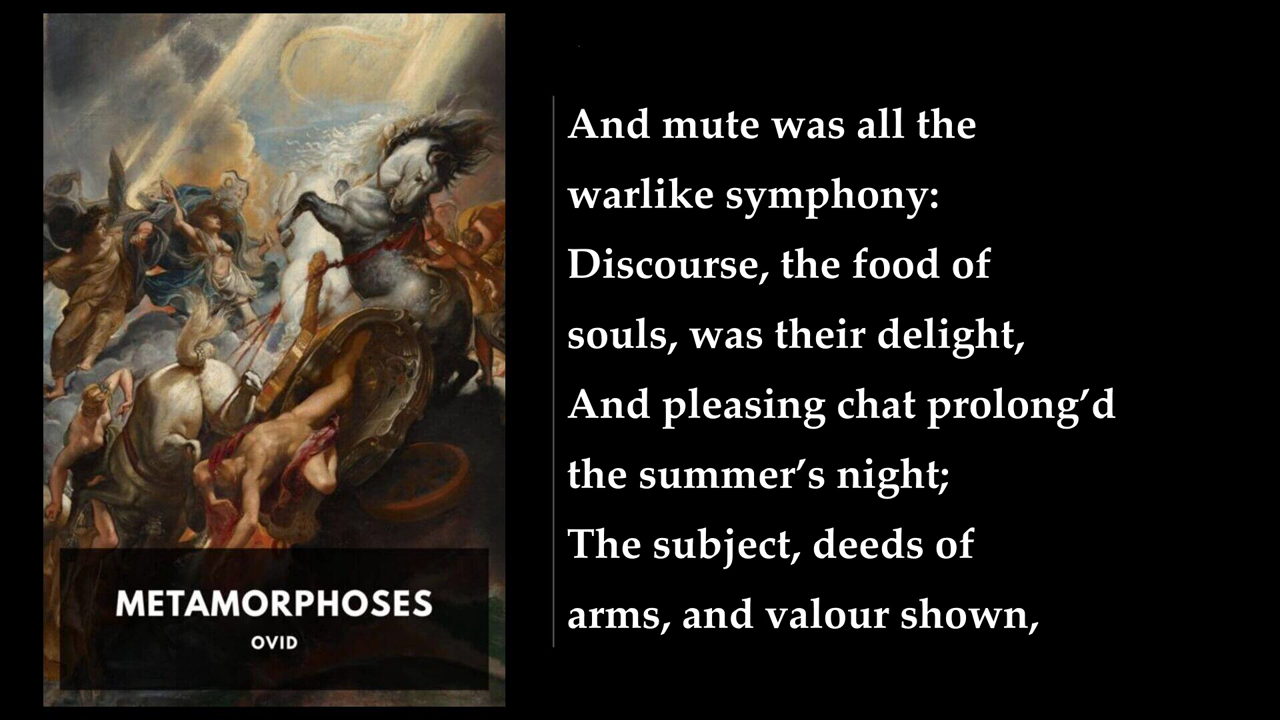 METAMORPHOSES
OVID
And mute was all the
warlike symphony:
Discourse, the food of
souls, was their delight,
And pleasing chat prolong’d
the summer’s night;
The subject, deeds of
arms, and valour shown,